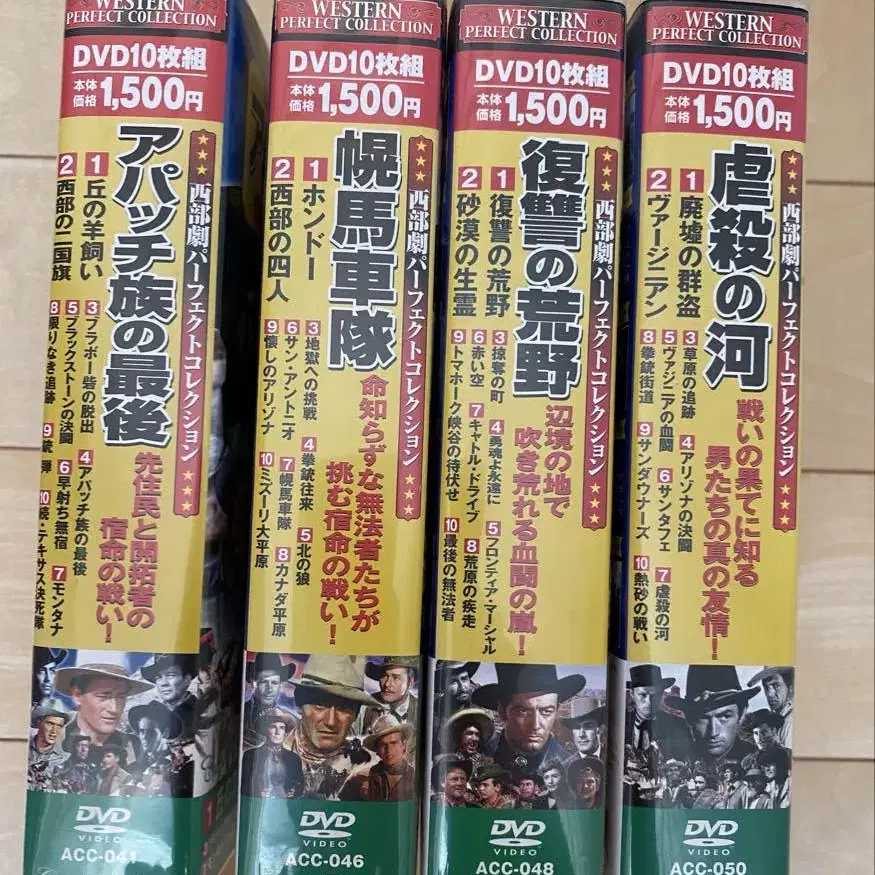 WESTERN
PERFECT COLLECTION
DVD10枚組
本体価格1,500円
★★★西部劇パーフェクトコレクション★★★
アパッチ族の最後
先住民と開拓者の
宿命の戦い！
1 丘の羊飼い
2 西部の二国旗
3 ブラボー砦の脱出
4 アパッチ族の最後
5 ブラックストーンの決闘
6 早射ち無宿
7 モンタナ
8 限りなき追跡
9 銃弾
10 続・テキサス決死隊
DVD
VIDEO
ACC-041
WESTERN
PERFECT COLLECTION
DVD10枚組
本体価格1,500円
★★★西部劇パーフェクトコレクション★★★
幌馬車隊
命知らずな無法者たちが
挑む宿命の戦い！
1 ホンドー
2 西部の四人
3 地獄への挑戦
4 拳銃往来
5 北の狼
6 サン・アントニオ
7 幌馬車隊
8 カナダ平原
9 懐しのアリゾナ
10 ミズーリ大平原
DVD
VIDEO
ACC-046
WESTERN
PERFECT COLLECTION
DVD10枚組
本体価格1,500円
★★★西部劇パーフェクトコレクション★★★
復讐の荒野
辺境の地で
吹き荒れる血闘の嵐！
1 復讐の荒野
2 砂漠の生霊
3 掠奪の町
4 勇魂よ永遠に
5 フロンティア・マーシャル
6 赤い空
7 キャトル・ドライブ
8 荒原の疾走
9 トマホーク峡谷の待伏せ
10 最後の無法者
DVD
VIDEO
ACC-048
WESTERN
PERFECT COLLECTION
DVD10枚組
本体価格1,500円
★★★西部劇パーフェクトコレクション★★★
虐殺の河
戦いの果てに知る
男たちの真の友情！
1 廃墟の群盗
2 ヴァージニアン
3 草原の追跡
4 アリゾナの決闘
5 ヴァジニアの血闘
6 サンタフェ
7 虐殺の河
8 拳銃街道
9 サンダウナーズ
10 熱砂の戦い
DVD
VIDEO
ACC-050